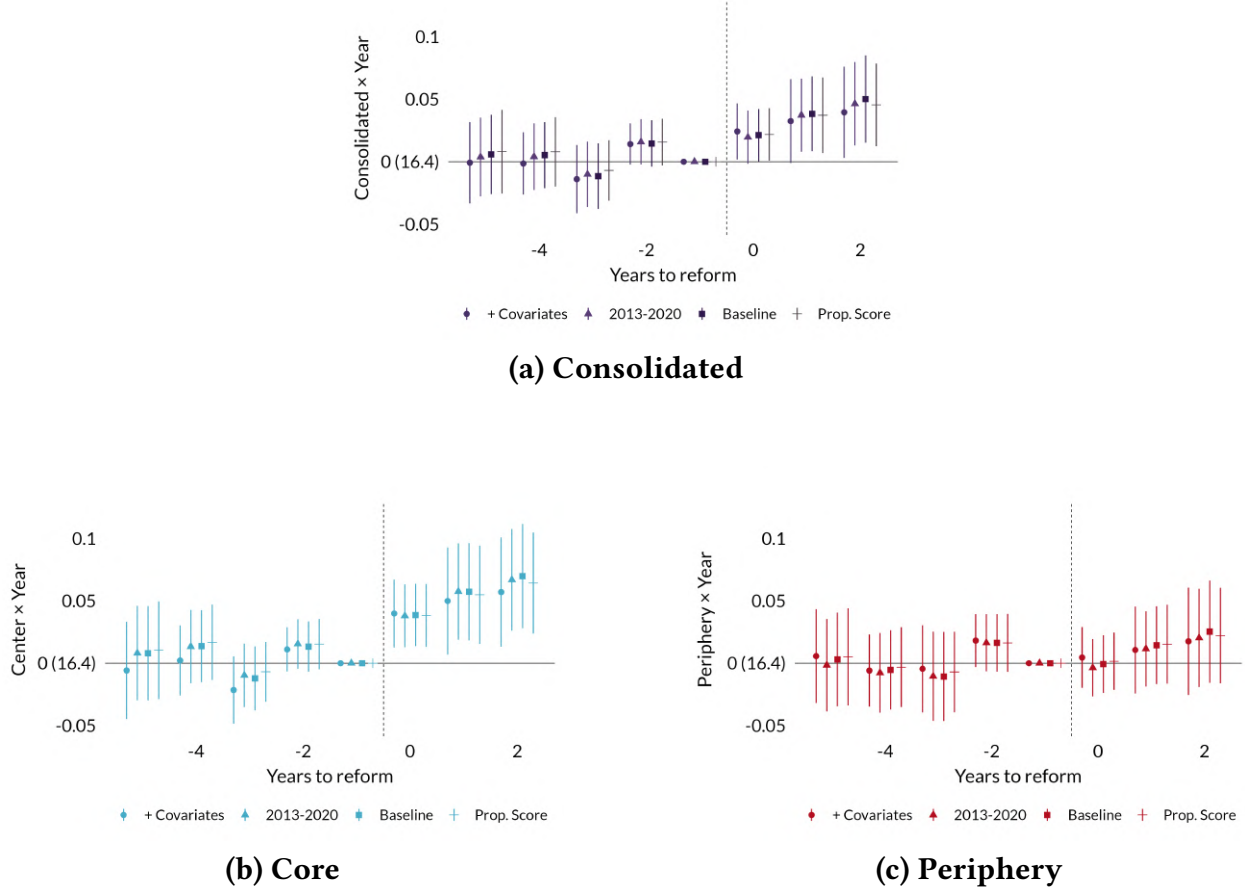 0.1
0.05
0 (16.4)
-0.05
Consolidated × Year
-4 -2 0 2
Years to reform
+ Covariates 2013-2020 Baseline Prop. Score
(a) Consolidated
0.1
0.05
0 (16.4)
-0.05
Center × Year
-4 -2 0 2
Years to reform
+ Covariates 2013-2020 Baseline Prop. Score
(b) Core
0.1
0.05
0 (16.4)
-0.05
Periphery × Year
-4 -2 0 2
Years to reform
+ Covariates 2013-2020 Baseline Prop. Score
(c) Periphery